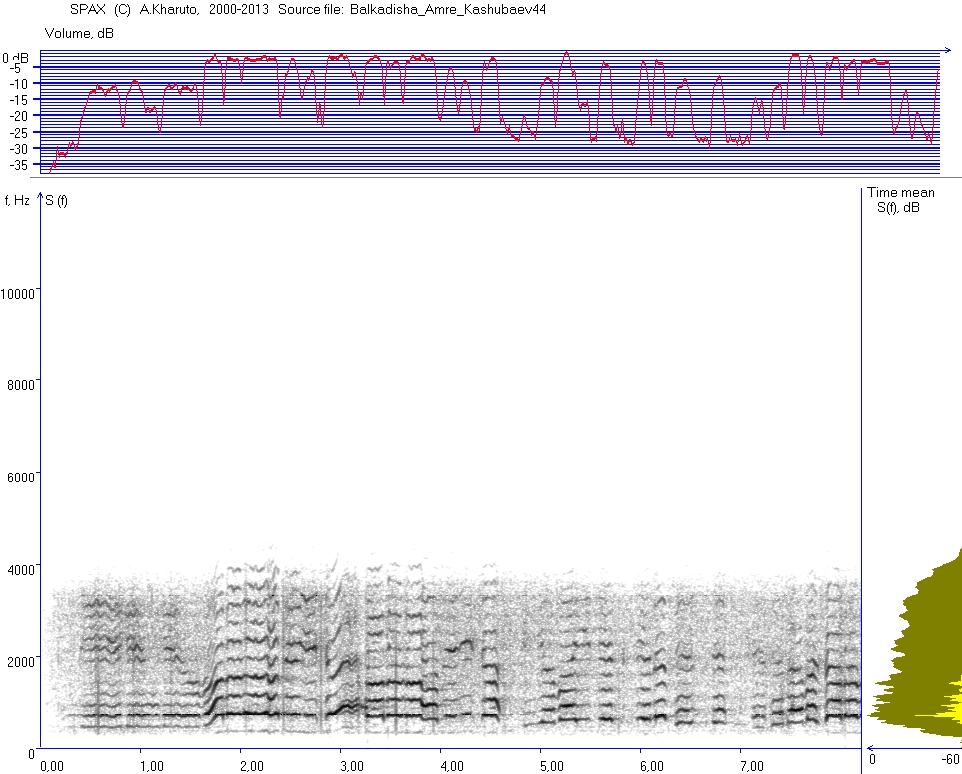 SPAX (C) A.Kharuto, 2000-2013 Source file: Balkadisha_Amre_Kashubaev44
Volume, dB
0 dB
-5
-10
-15
-20
-25
-30
-35
f, Hz S (f)
Time mean
S(f), dB
10000
8000
6000
4000
2000
0
0,00 1,00 2,00 3,00 4,00 5,00 6,00 7,00
0 -60